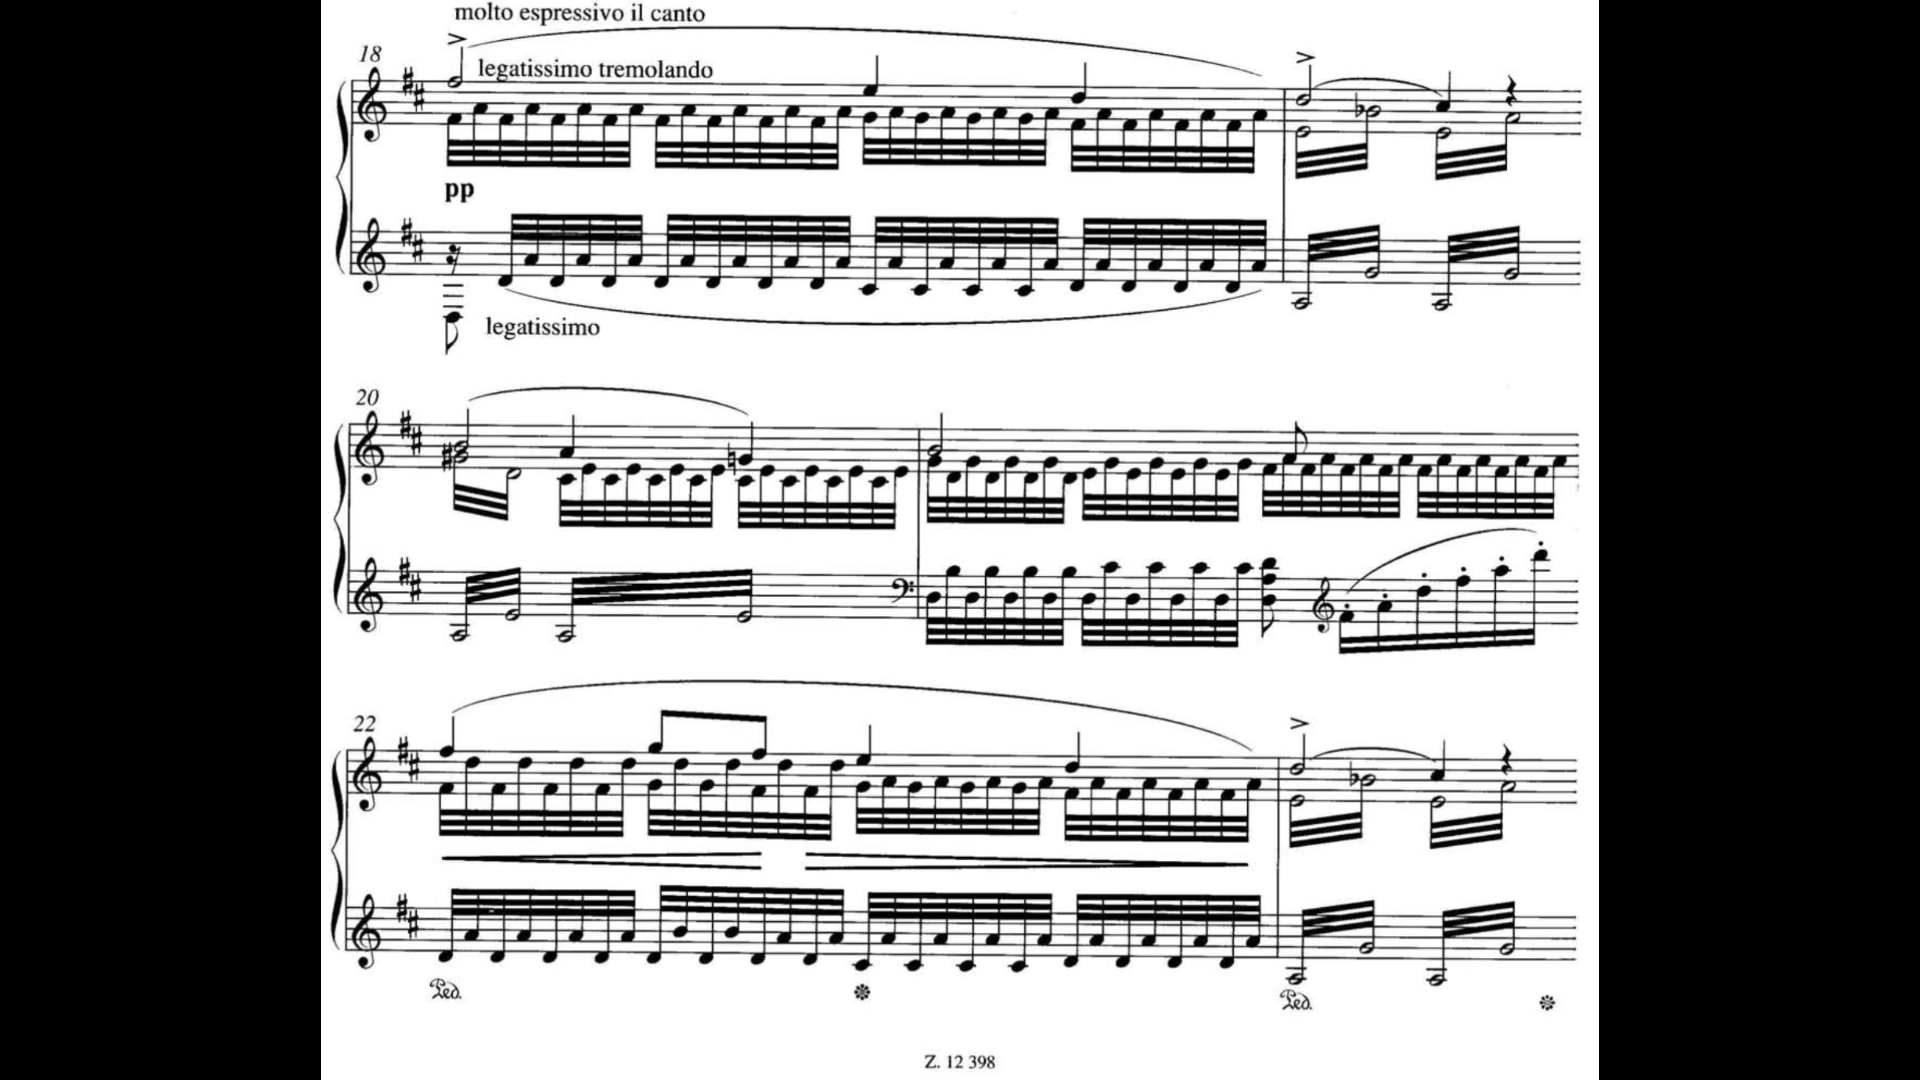 molto espressivo il canto
18
legatissimo tremolando
pp
legatissimo
20
22
Ped.
Ped.
Z. 12 398